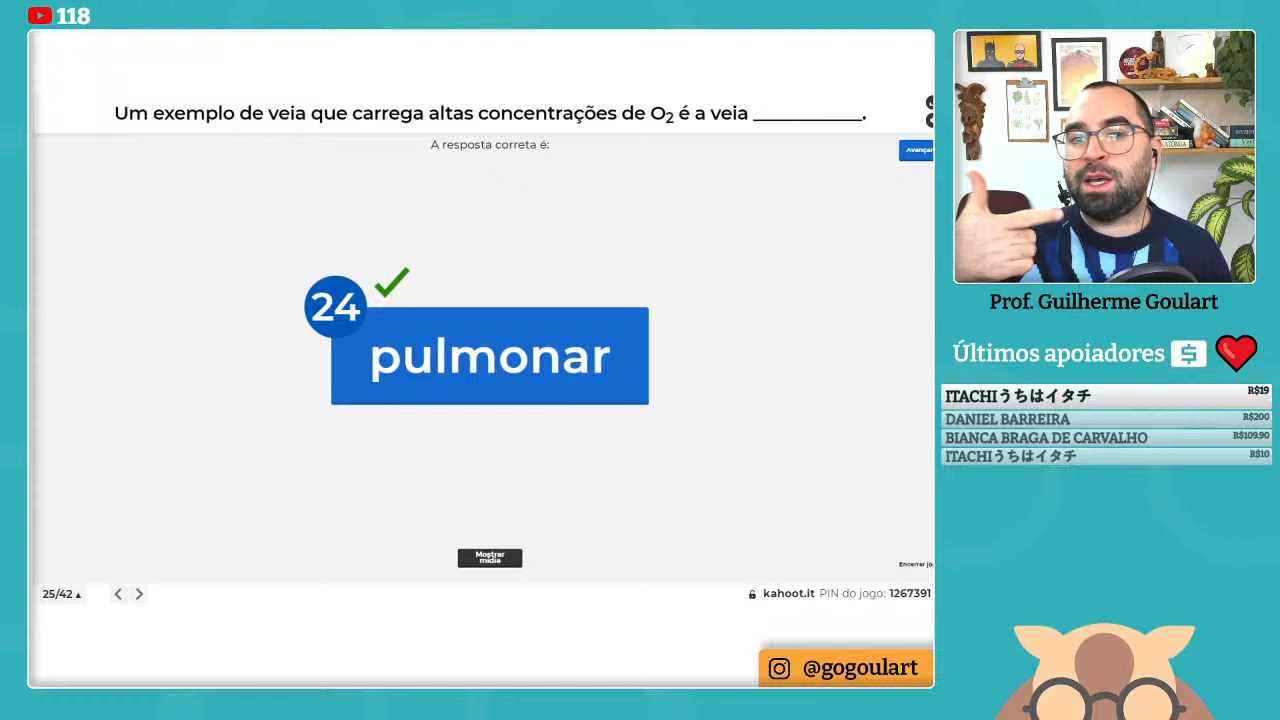 118
Um exemplo de veia que carrega altas concentrações de O₂ é a veia ___________.
A resposta correta é:
Avançar
24
pulmonar
Mostrar
mídia
Encerrar jo
25/42
kahoot.it PIN do jogo: 1267391
@gogoulart
Prof. Guilherme Goulart
Últimos apoiadores
ITACHIうちはイタチ R$19
DANIEL BARREIRA R$200
BIANCA BRAGA DE CARVALHO R$109.90
ITACHIうちはイタチ R$10